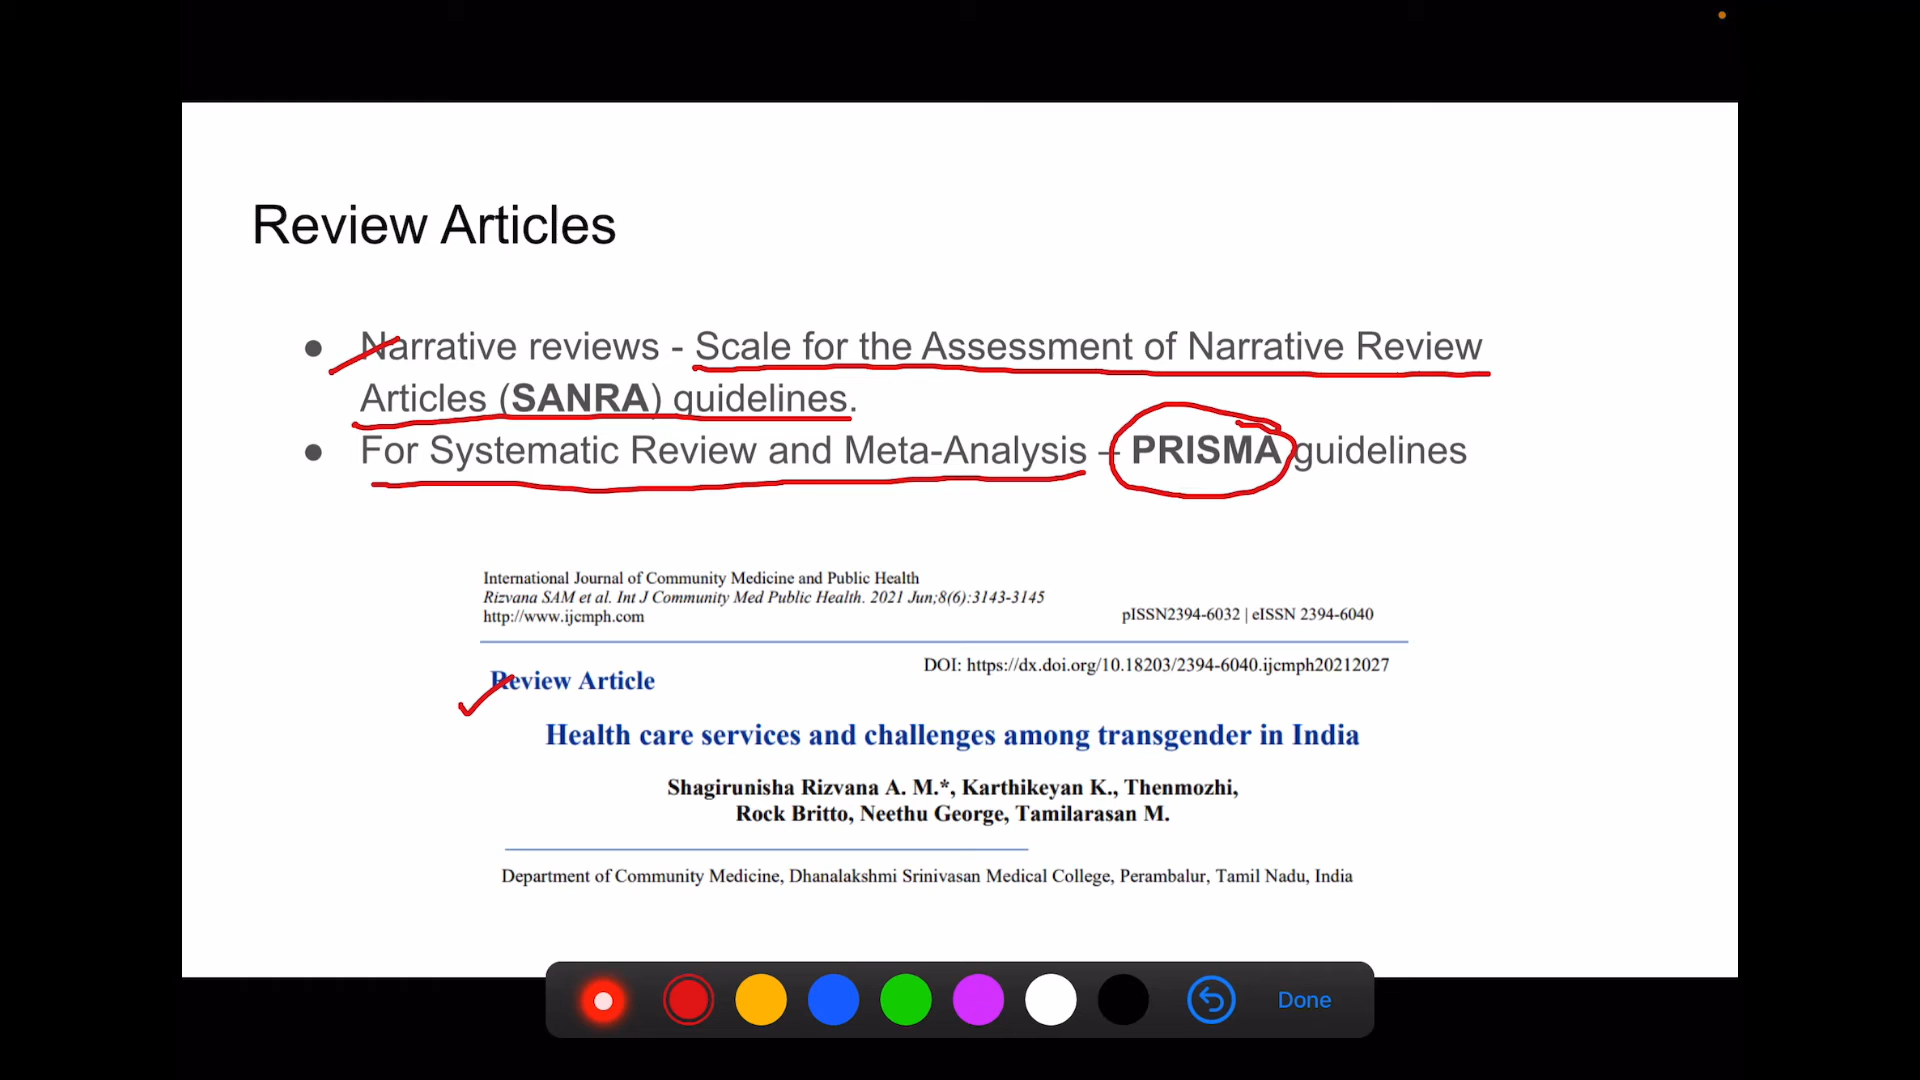 Review Articles
● Narrative reviews - Scale for the Assessment of Narrative Review
Articles (SANRA) guidelines.
● For Systematic Review and Meta-Analysis – PRISMA guidelines
International Journal of Community Medicine and Public Health
Rizvana SAM et al. Int J Community Med Public Health. 2021 Jun;8(6):3143-3145
http://www.ijcmph.com
pISSN2394-6032 | eISSN 2394-6040
DOI: https://dx.doi.org/10.18203/2394-6040.ijcmph20212027
Review Article
Health care services and challenges among transgender in India
Shagirunisha Rizvana A. M.*, Karthikeyan K., Thenmozhi,
Rock Britto, Neethu George, Tamilarasan M.
Department of Community Medicine, Dhanalakshmi Srinivasan Medical College, Perambalur, Tamil Nadu, India
Done